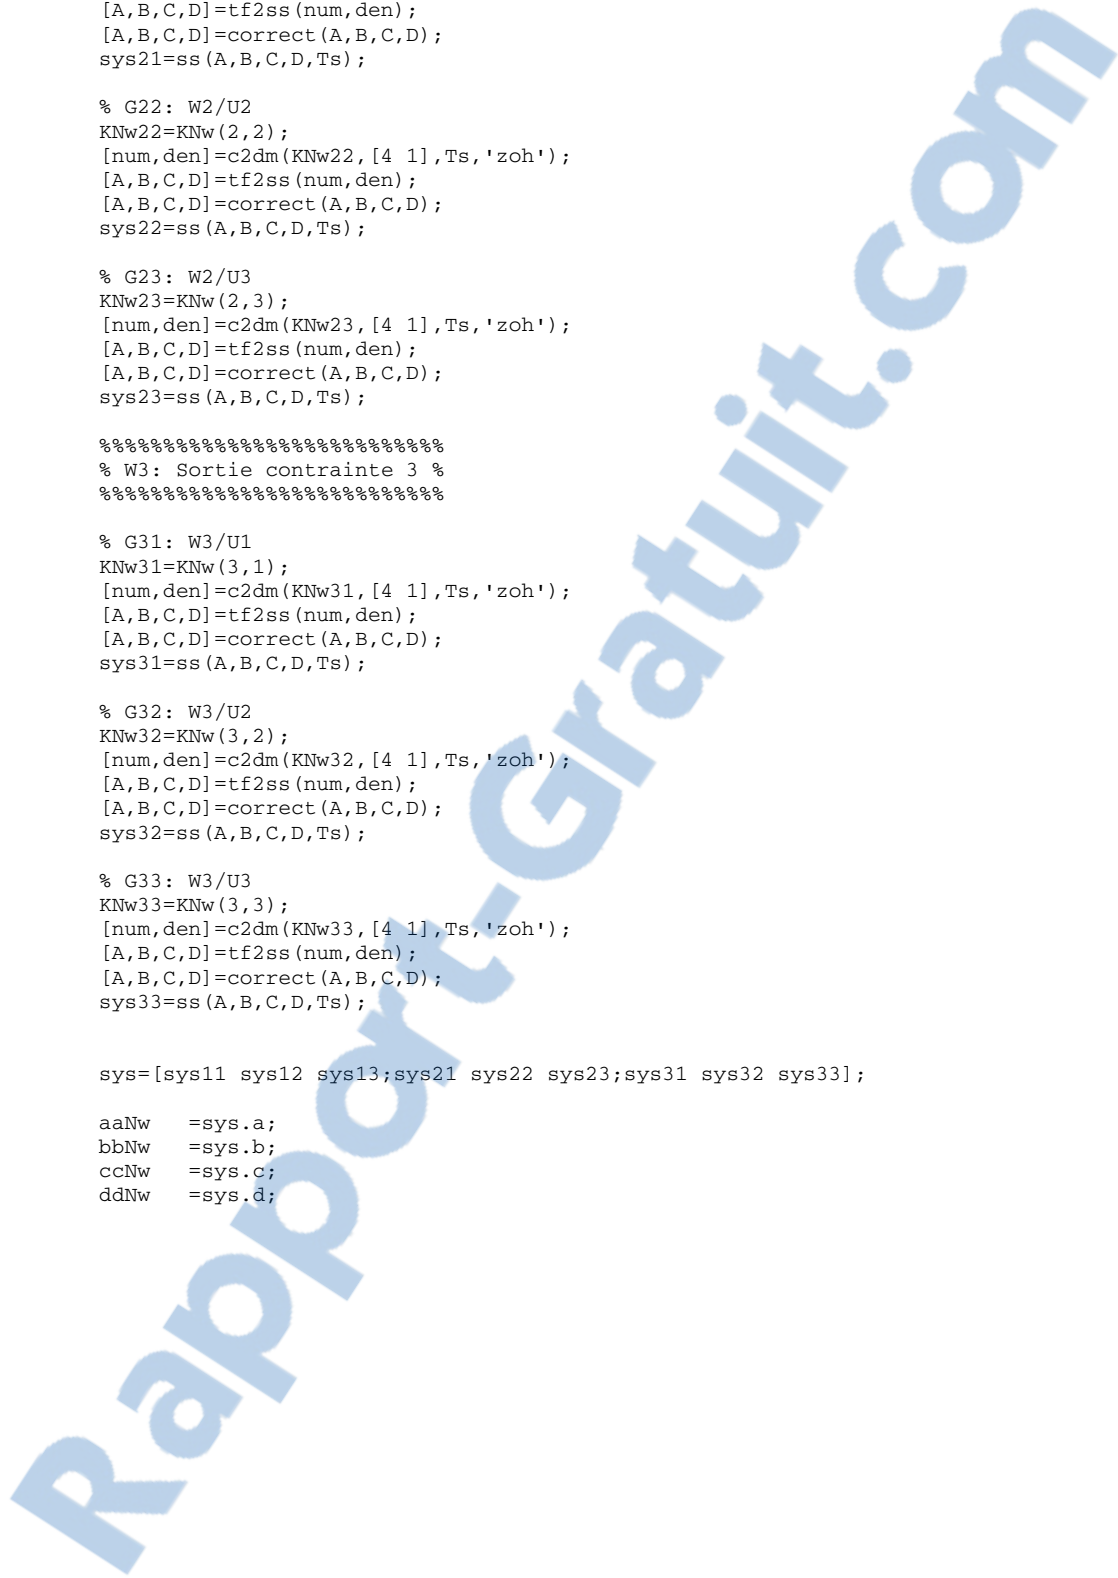 [A,B,C,D]=tf2ss(num,den);
[A,B,C,D]=correct(A,B,C,D);
sys21=ss(A,B,C,D,Ts);
% G22: W2/U2
KNw22=KNw(2,2);
[num,den]=c2dm(KNw22,[4 1],Ts,'zoh');
[A,B,C,D]=tf2ss(num,den);
[A,B,C,D]=correct(A,B,C,D);
sys22=ss(A,B,C,D,Ts);
% G23: W2/U3
KNw23=KNw(2,3);
[num,den]=c2dm(KNw23,[4 1],Ts,'zoh');
[A,B,C,D]=tf2ss(num,den);
[A,B,C,D]=correct(A,B,C,D);
sys23=ss(A,B,C,D,Ts);
%%%%%%%%%%%%%%%%%%%%%%%%%%%
% W3: Sortie contrainte 3 %
%%%%%%%%%%%%%%%%%%%%%%%%%%%
% G31: W3/U1
KNw31=KNw(3,1);
[num,den]=c2dm(KNw31,[4 1],Ts,'zoh');
[A,B,C,D]=tf2ss(num,den);
[A,B,C,D]=correct(A,B,C,D);
sys31=ss(A,B,C,D,Ts);
% G32: W3/U2
KNw32=KNw(3,2);
[num,den]=c2dm(KNw32,[4 1],Ts,'zoh');
[A,B,C,D]=tf2ss(num,den);
[A,B,C,D]=correct(A,B,C,D);
sys32=ss(A,B,C,D,Ts);
% G33: W3/U3
KNw33=KNw(3,3);
[num,den]=c2dm(KNw33,[4 1],Ts,'zoh');
[A,B,C,D]=tf2ss(num,den);
[A,B,C,D]=correct(A,B,C,D);
sys33=ss(A,B,C,D,Ts);
sys=[sys11 sys12 sys13;sys21 sys22 sys23;sys31 sys32 sys33];
aaNw =sys.a;
bbNw =sys.b;
ccNw =sys.c;
ddNw =sys.d;
Rapport-Gratuit.com